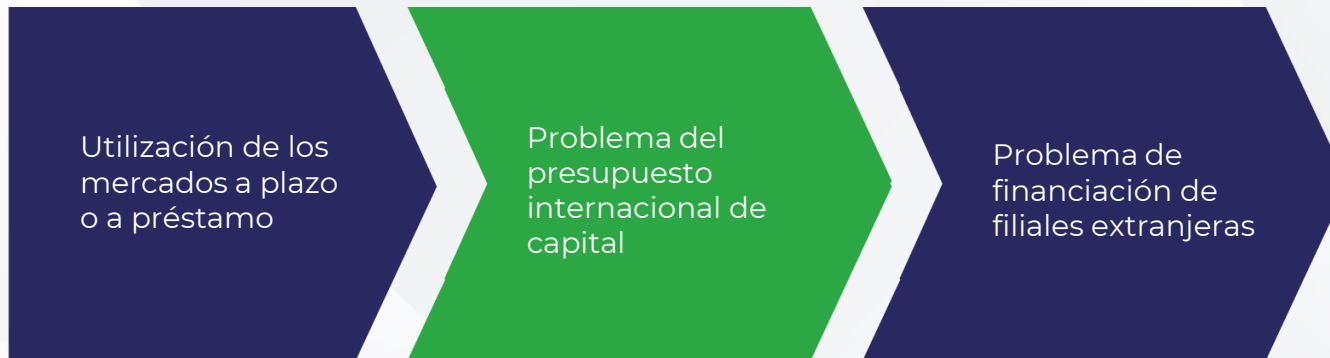 Utilización de los
mercados a plazo
o a préstamo
Problema del
presupuesto
internacional de
capital
Problema de
financiación de
filiales extranjeras